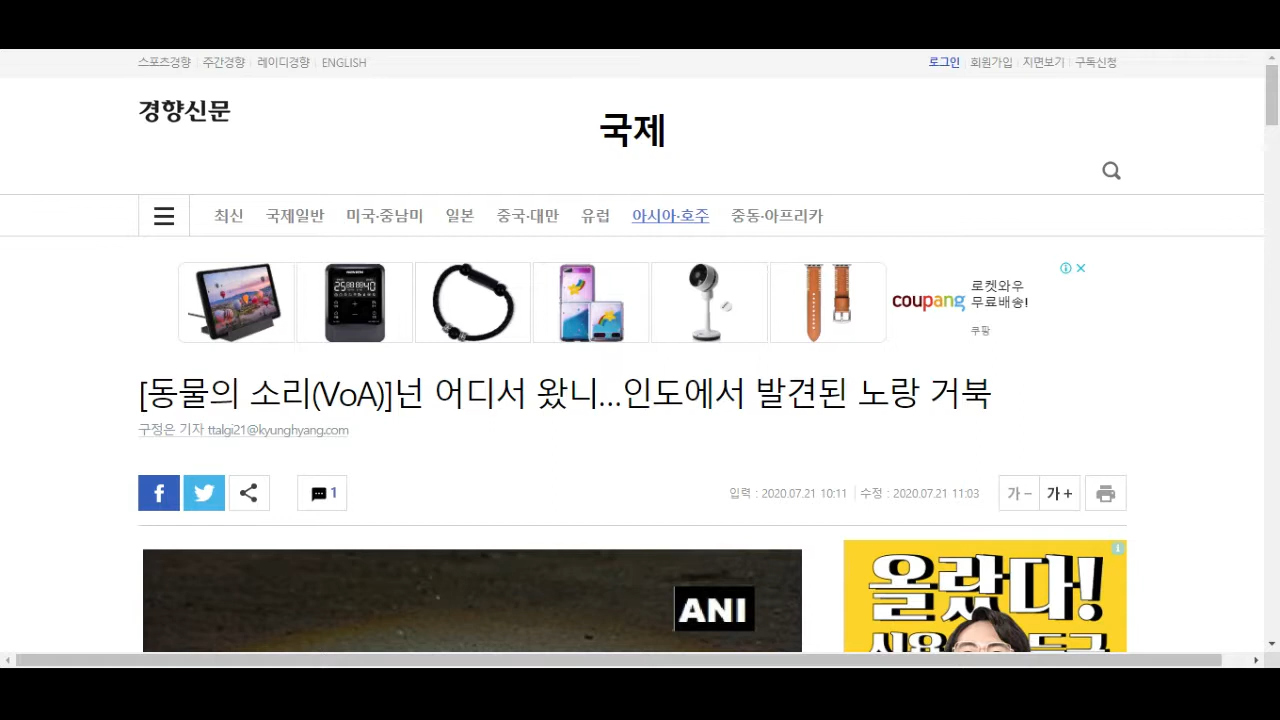 스포츠경향 주간경향 레이디경향 ENGLISH
로그인 회원가입 지면보기 구독신청
경향신문
국제
최신 국제일반 미국·중남미 일본 중국·대만 유럽 아시아·호주 중동·아프리카
25 08 08 40
coupang
로켓와우
무료배송!
쿠팡
[동물의 소리(VoA)]넌 어디서 왔니...인도에서 발견된 노랑 거북
구정은 기자 ttalgi21@kyunghyang.com
1
입력 : 2020.07.21 10:11 수정 : 2020.07.21 11:03
가 - 가 +
ANI
올랐다!